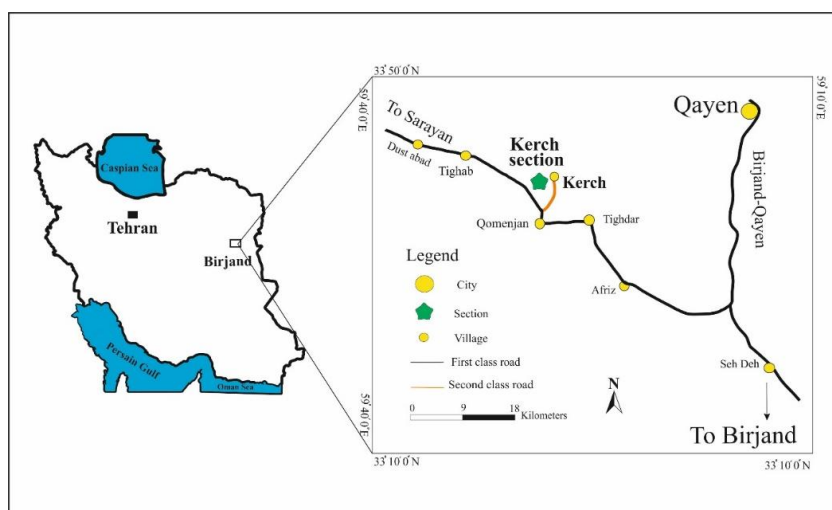 Caspian Sea
Tehran
Birjand
Persain Gulf
Oman Sea
33°50'0"N
59°40'0"E
59°10'0"E
Qayen
To Sarayan
Dust abad
Tighab
Kerch
section
Kerch
Birjand-Qayen
Qomenjan
Tighdar
Legend
City
Section
Village
First class road
Second class road
Afriz
Seh Deh
N
0 9 18
Kilometers
To Birjand
59°40'0"E
33°10'0"N
33°10'0"N